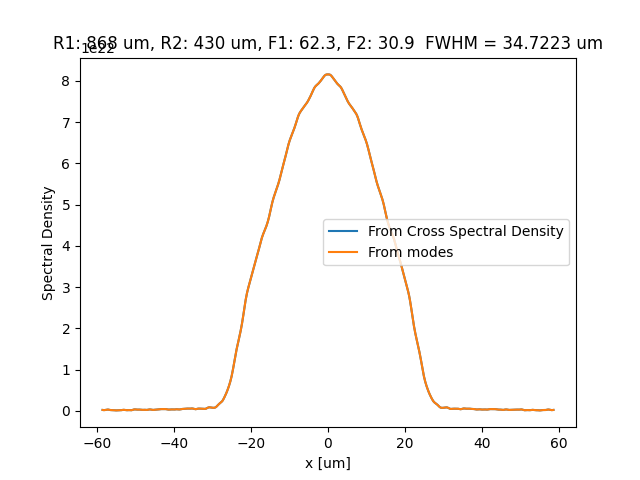 R1: 868 um, R2: 430 um, F1: 62.3, F2: 30.9  FWHM = 34.7223 um
1e22
8
7
6
5
4
3
2
1
0
Spectral Density
From Cross Spectral Density
From modes
−60 −40 −20 0 20 40 60
x [um]